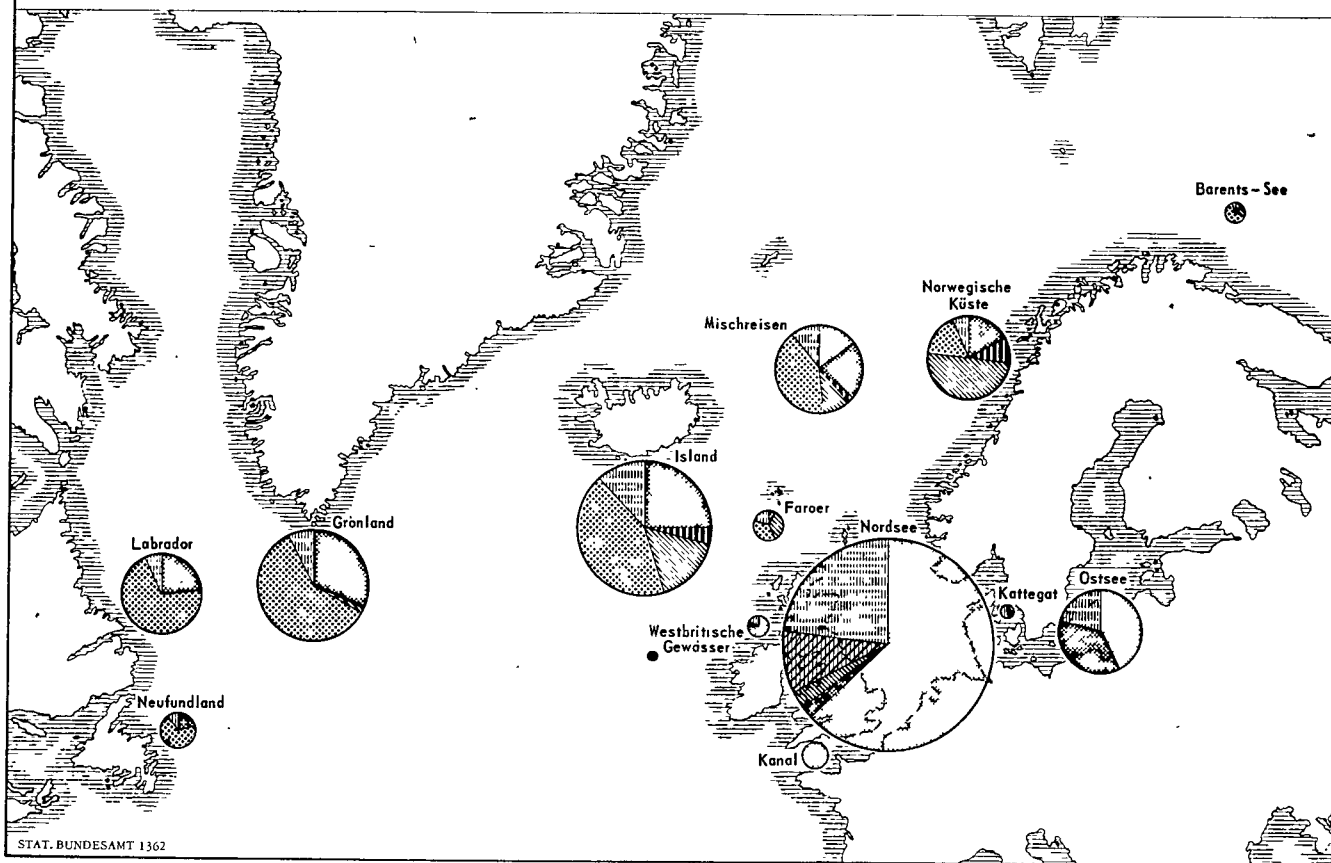 Barents-See
Norwegische
Küste
Mischreisen
Island
Grönland
Faroer
Nordsee
Labrador
Ostsee
Kattegat
Westbritische
Gewässer
Neufundland
Kanal
STAT. BUNDESAMT 1362